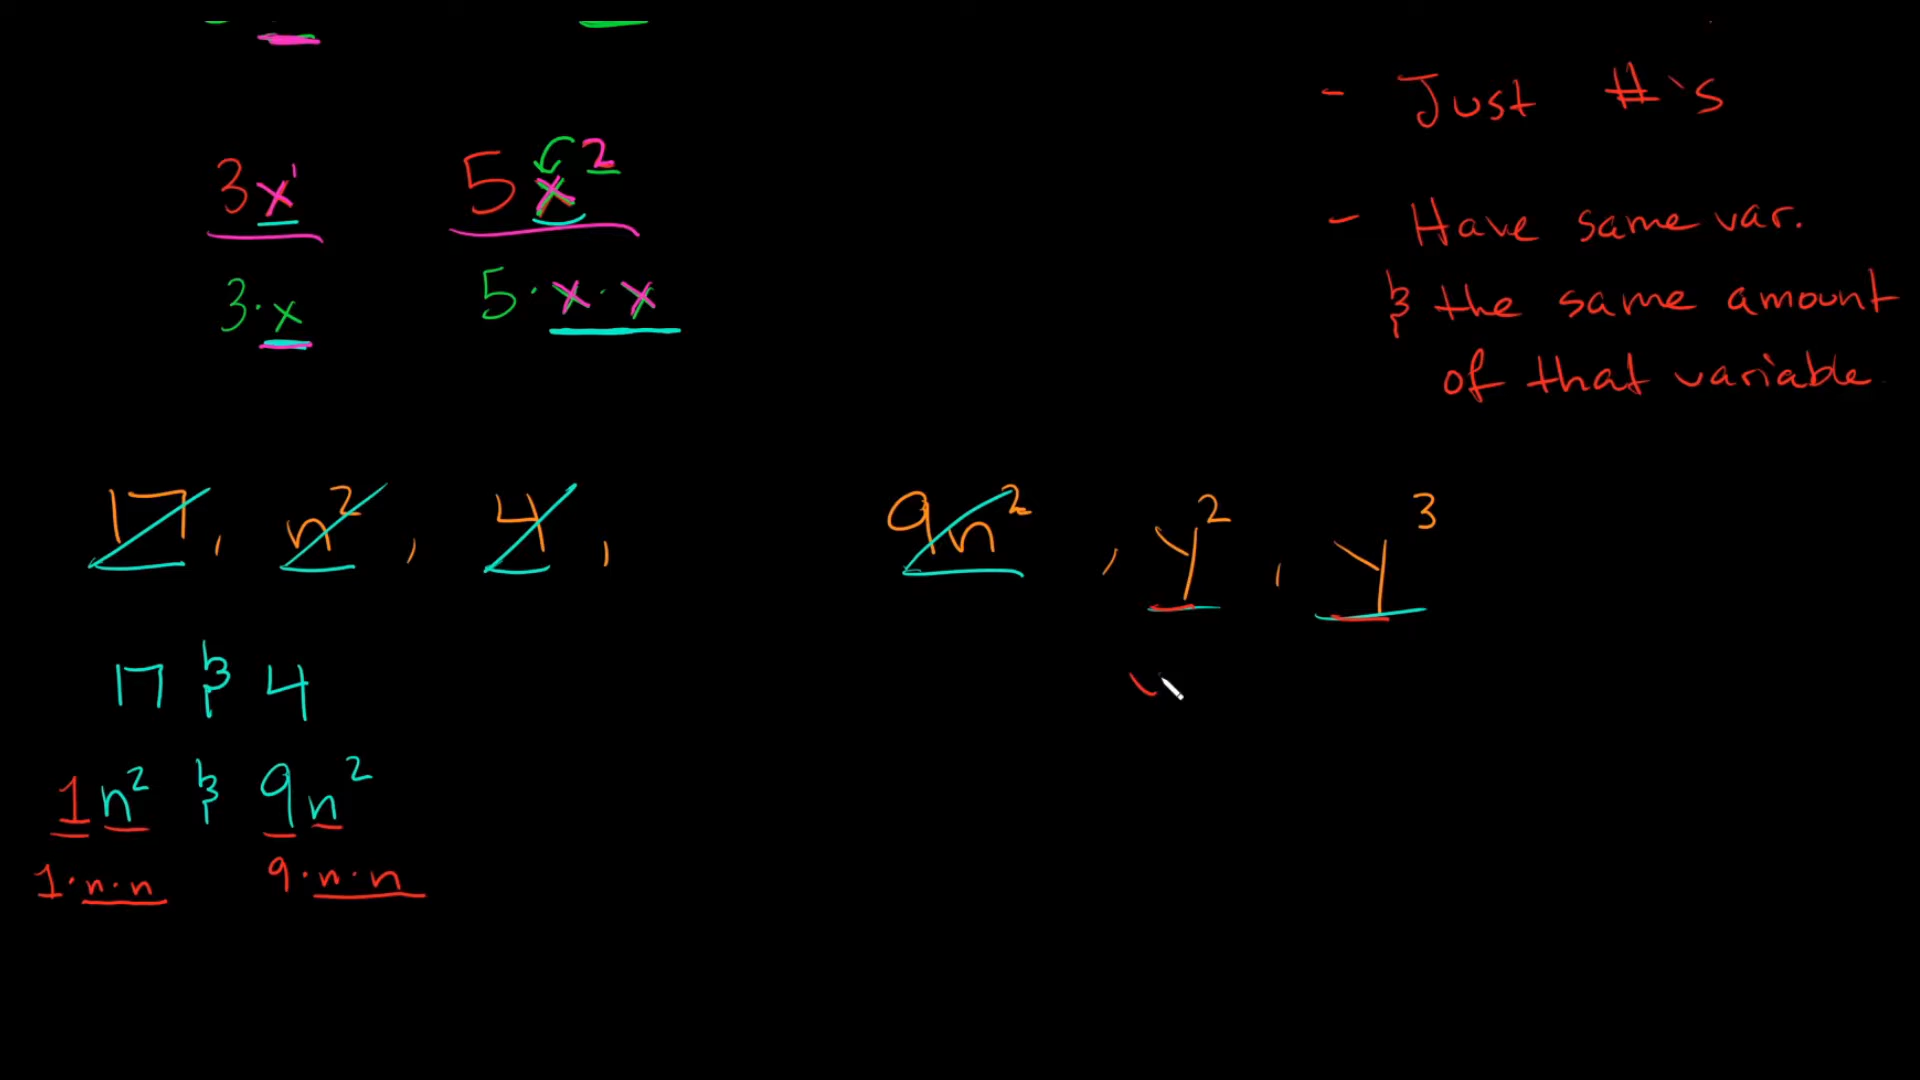 - Just #'s
3x¹ 5x²
- Have same var.
3·x 5·x·x
& the same amount
of that variable
17, n², 4, 9n², y², y³
17 & 4
1n² & 9n²
1·n·n 9·n·n